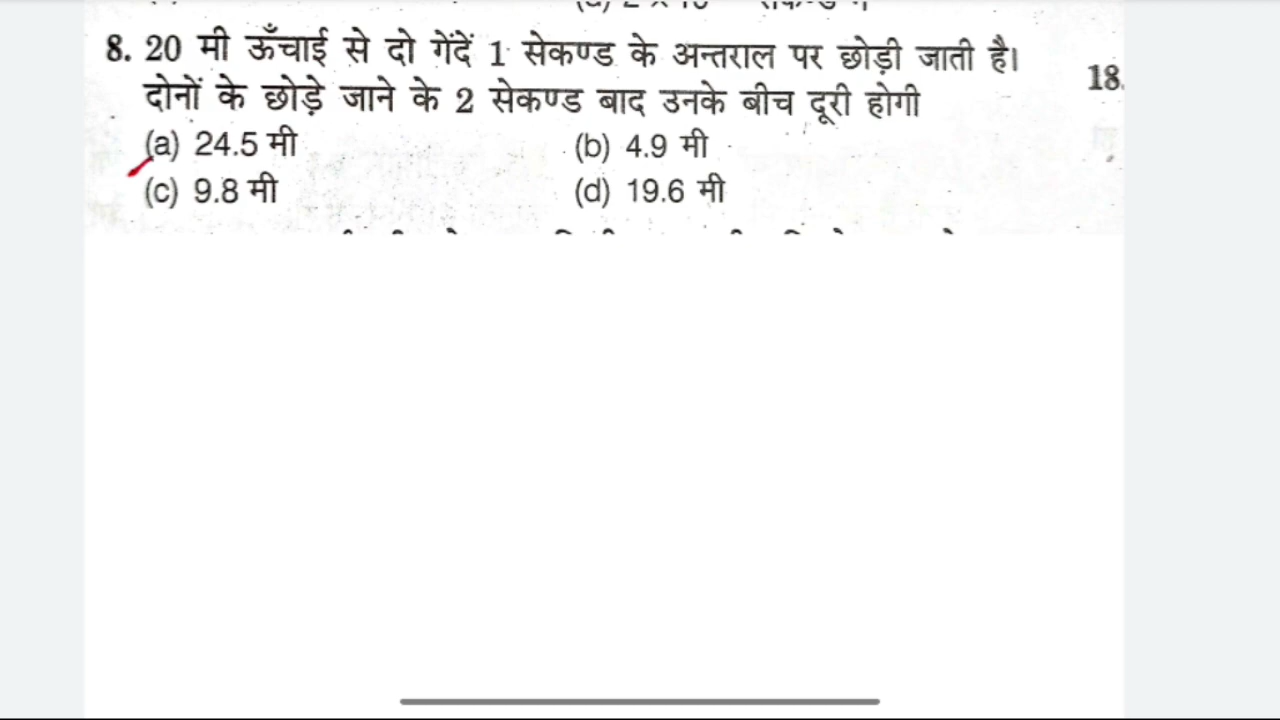 8. 20 मी ऊँचाई से दो गेंदें 1 सेकण्ड के अन्तराल पर छोड़ी जाती है।
दोनों के छोड़े जाने के 2 सेकण्ड बाद उनके बीच दूरी होगी
(a) 24.5 मी (b) 4.9 मी
(c) 9.8 मी (d) 19.6 मी
18.